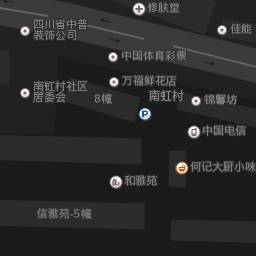 修肤堂
四川省中普
装饰公司
佳能
中国体育彩票
万福鲜花店
南虹村社区
居委会
8幢
南虹村
锦馨坊
P
中国电信
何记大厨小味
和雅苑
信雅苑-5幢